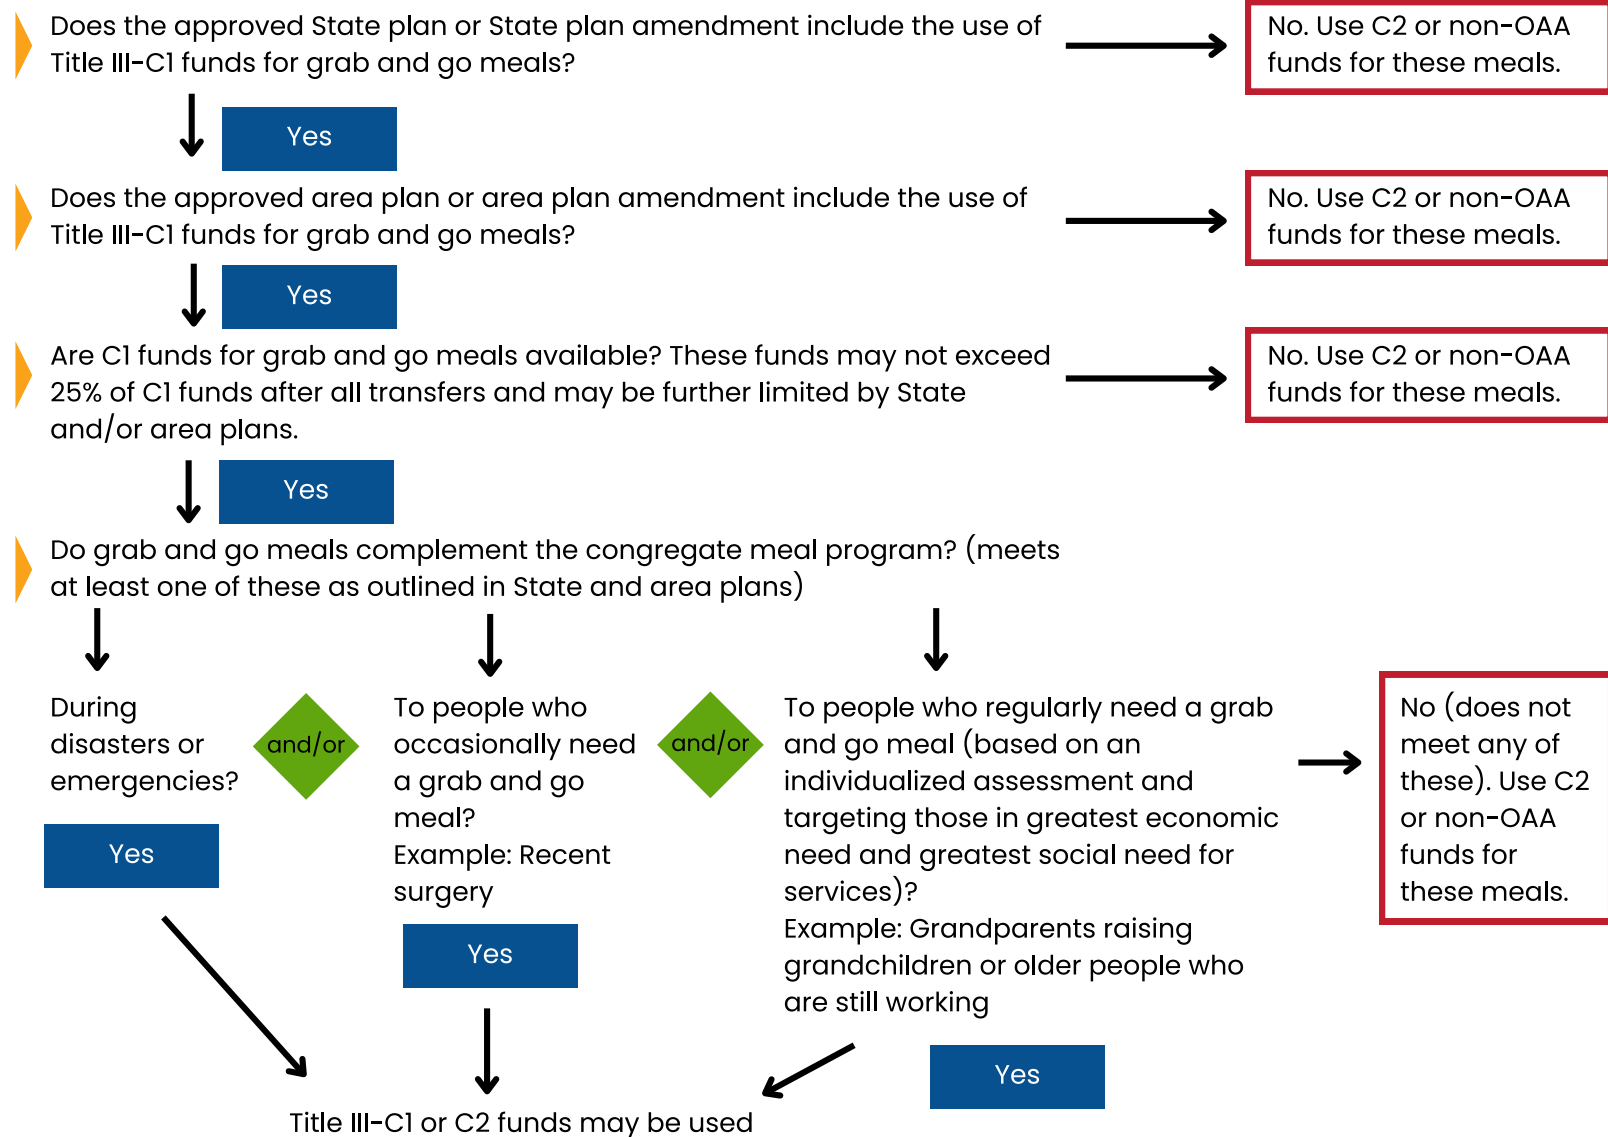 Does the approved State plan or State plan amendment include the use of
Title III-C1 funds for grab and go meals?
No. Use C2 or non-OAA
funds for these meals.
Yes
Does the approved area plan or area plan amendment include the use of
Title III-C1 funds for grab and go meals?
No. Use C2 or non-OAA
funds for these meals.
Yes
Are C1 funds for grab and go meals available? These funds may not exceed
25% of C1 funds after all transfers and may be further limited by State
and/or area plans.
No. Use C2 or non-OAA
funds for these meals.
Yes
Do grab and go meals complement the congregate meal program? (meets
at least one of these as outlined in State and area plans)
During
disasters or
emergencies?
Yes
and/or
To people who
occasionally need
a grab and go
meal?
Example: Recent
surgery
Yes
and/or
To people who regularly need a grab
and go meal (based on an
individualized assessment and
targeting those in greatest economic
need and greatest social need for
services)?
Example: Grandparents raising
grandchildren or older people who
are still working
Yes
No (does not
meet any of
these). Use C2
or non-OAA
funds for
these meals.
Title III-C1 or C2 funds may be used